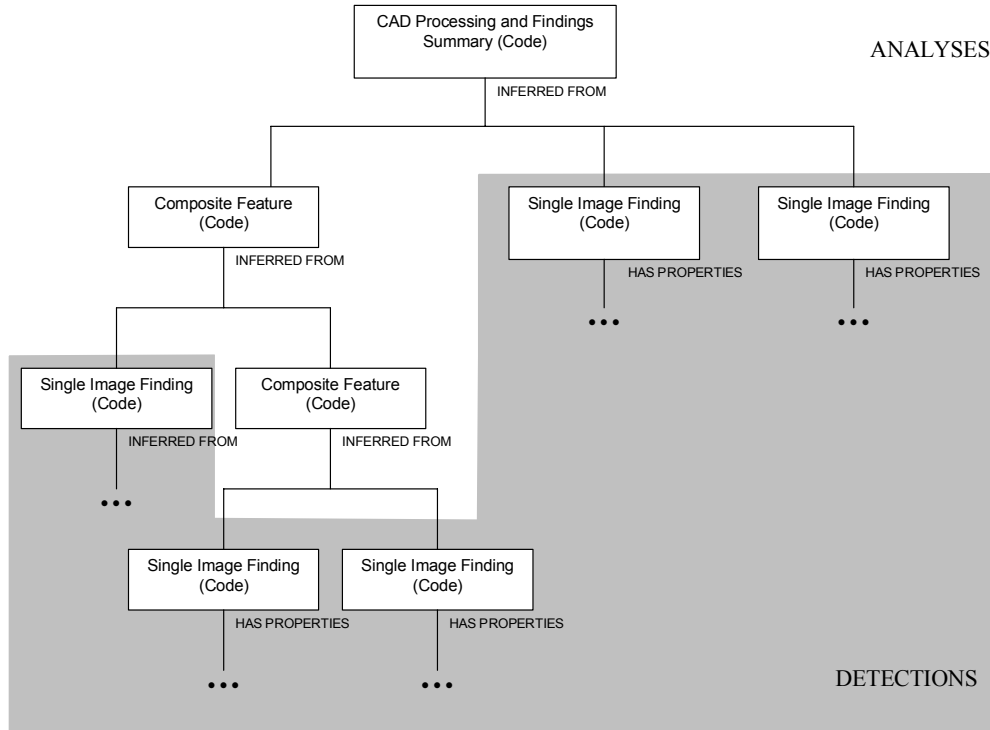 CAD Processing and Findings
Summary (Code)
ANALYSES
INFERRED FROM
Composite Feature
(Code)
Single Image Finding
(Code)
Single Image Finding
(Code)
INFERRED FROM
HAS PROPERTIES
HAS PROPERTIES
•••
•••
Single Image Finding
(Code)
Composite Feature
(Code)
INFERRED FROM
INFERRED FROM
•••
Single Image Finding
(Code)
Single Image Finding
(Code)
HAS PROPERTIES
HAS PROPERTIES
•••
•••
DETECTIONS